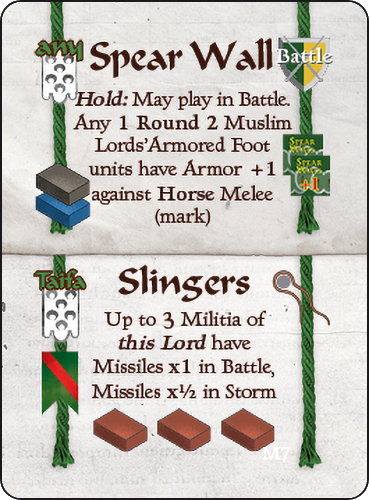 any
Spear Wall
Battle
Hold: May play in Battle.
Any 1 Round 2 Muslim
Lords'Armored Foot
units have Armor +1
against Horse Melee
(mark)
SPEAR
WALL
SPEAR
WALL
+1
Taifa
Slingers
Up to 3 Militia of
this Lord have
Missiles x1 in Battle,
Missiles x½ in Storm
M7